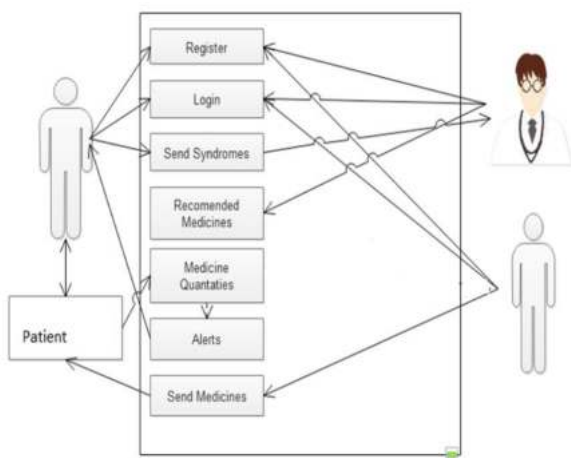 Register
Login
Send Syndromes
Recomended
Medicines
Medicine
Quantaties
Patient
Alerts
Send Medicines